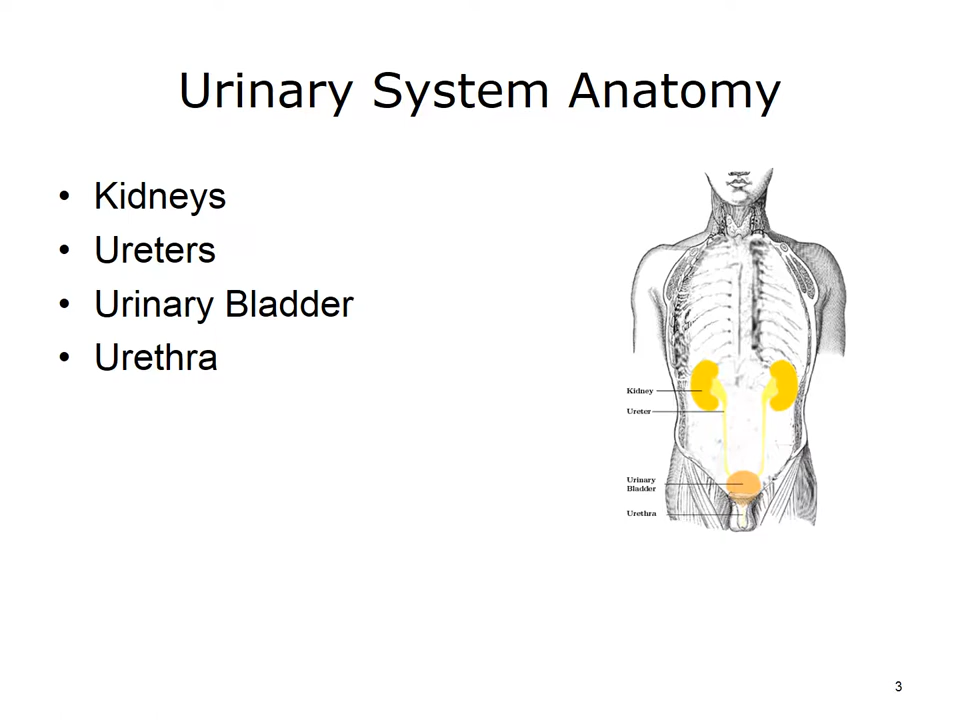 Urinary System Anatomy
• Kidneys
• Ureters
• Urinary Bladder
• Urethra
Kidney
Ureter
Urinary
Bladder
Urethra
3